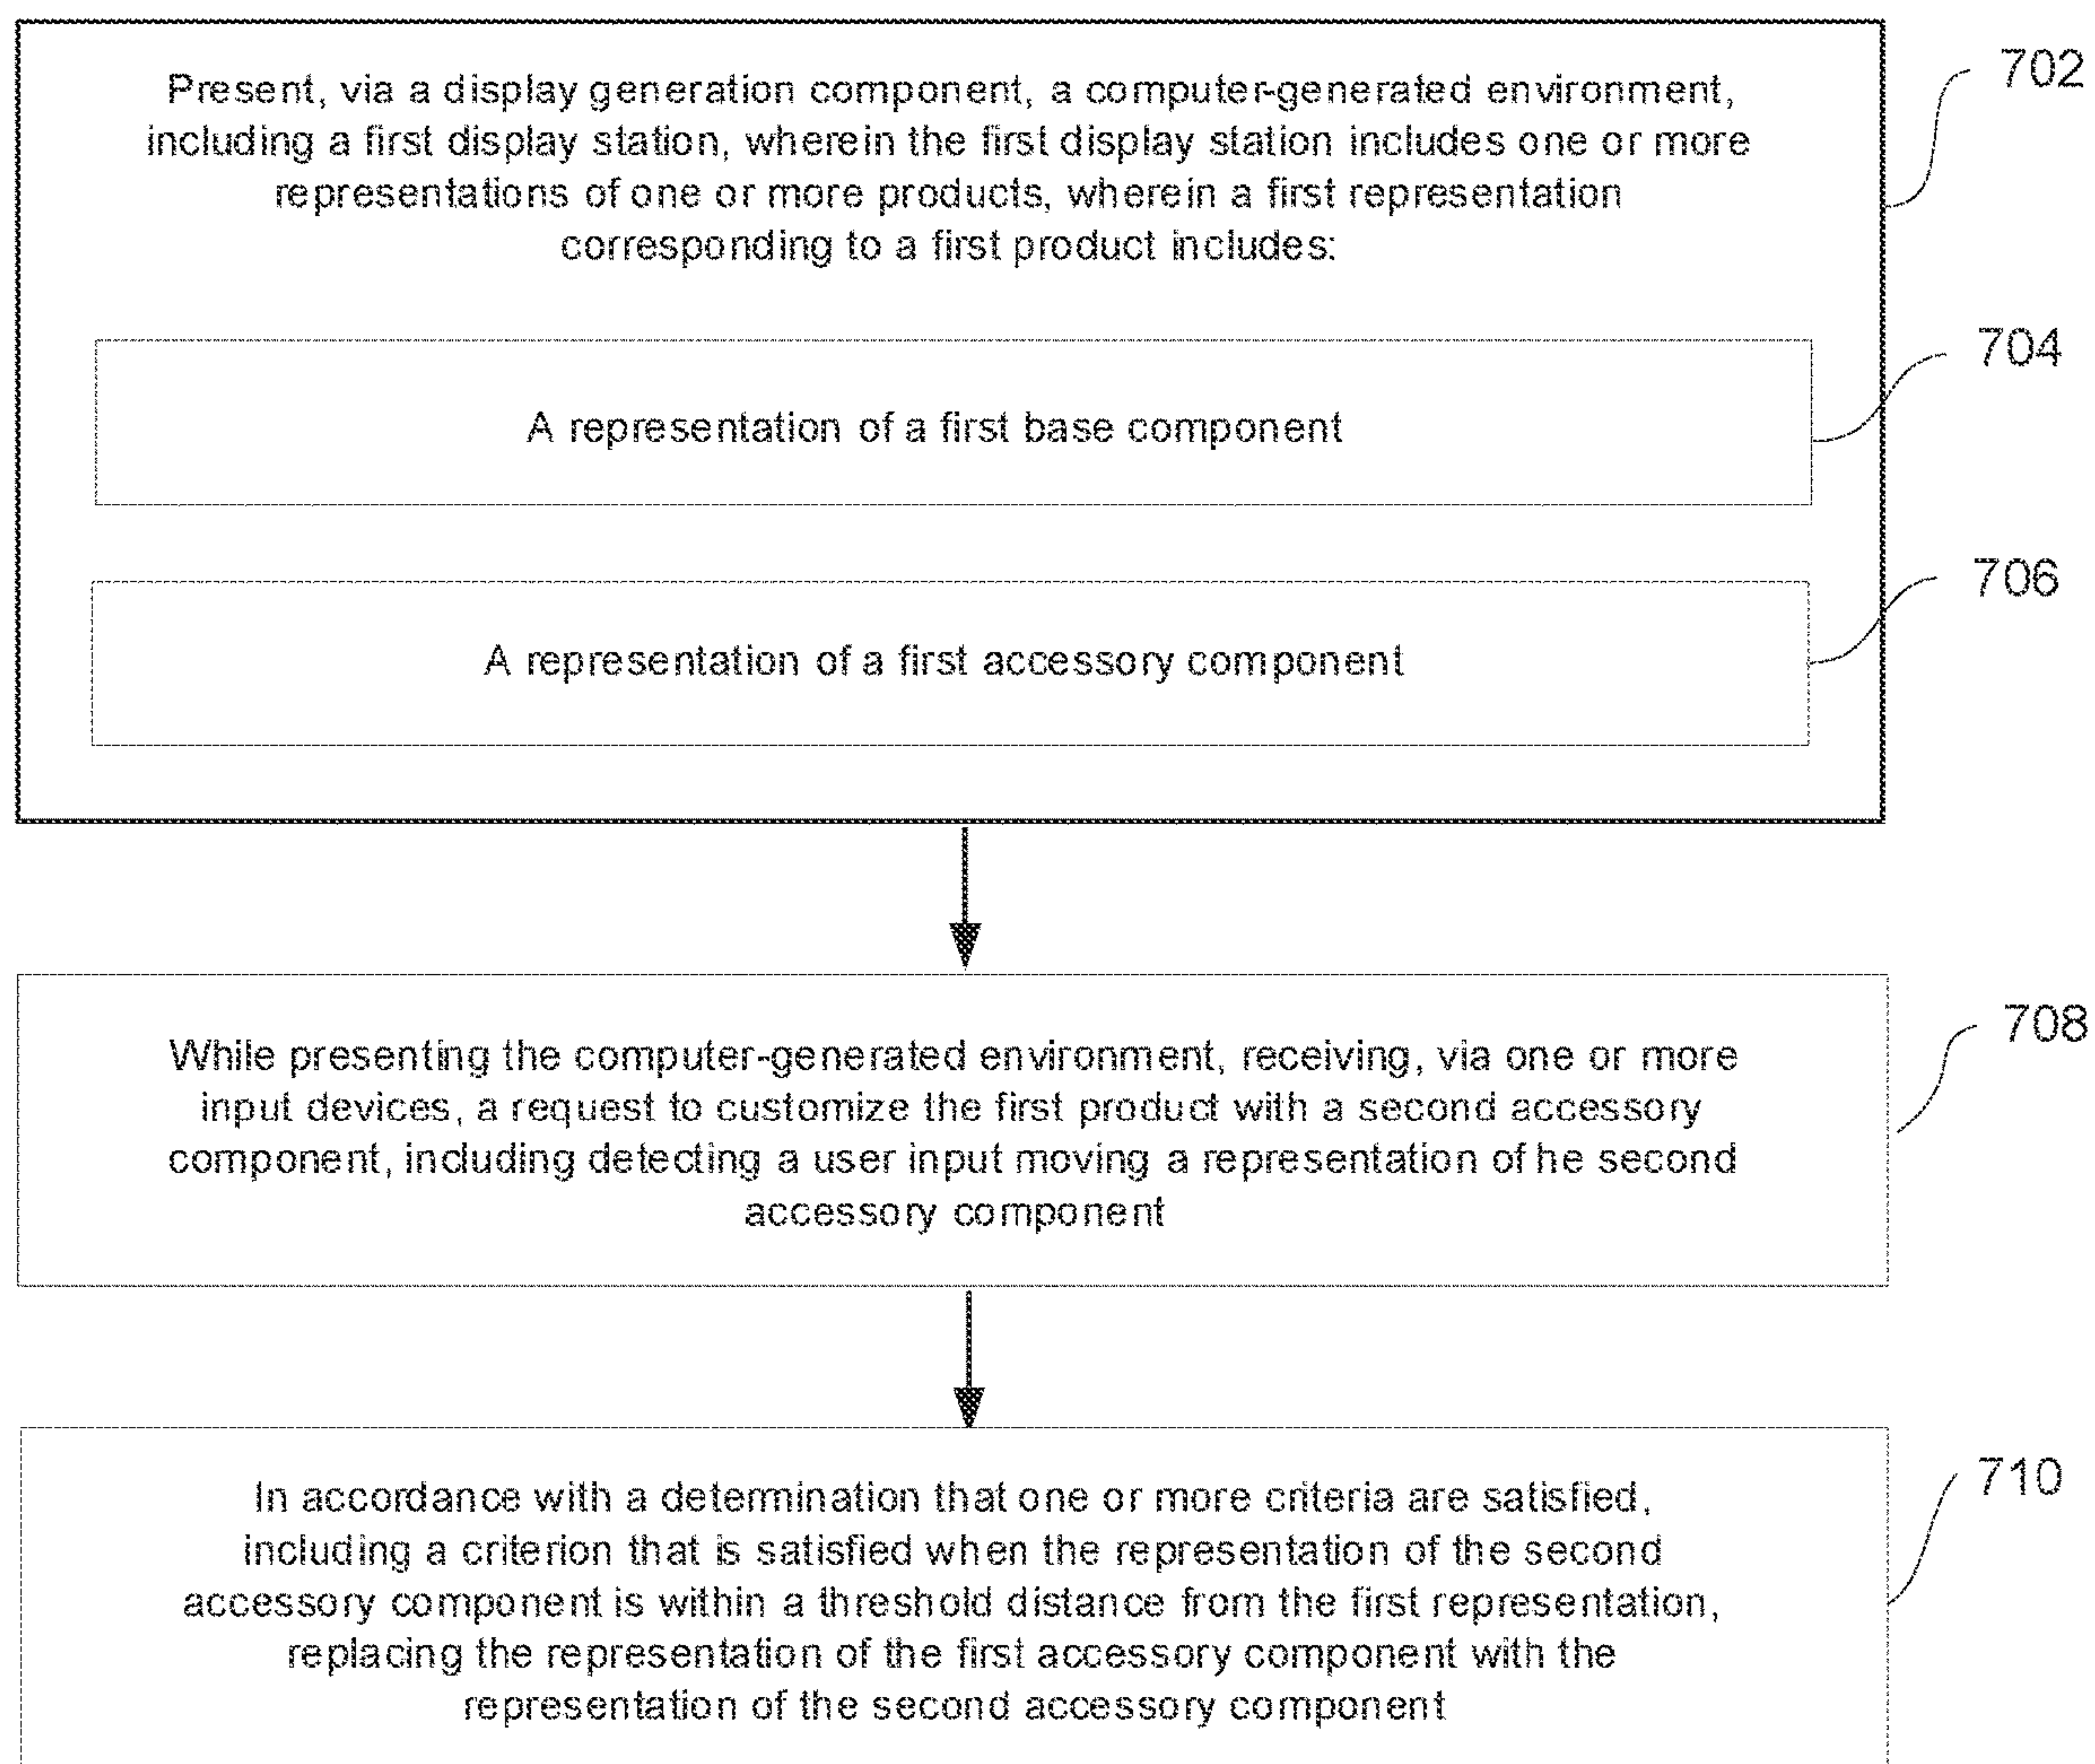 Present, via a display generation component, a computer-generated environment,
including a first display station, wherein the first display station includes one or more
representations of one or more products, wherein a first representation
corresponding to a first product includes:
702
A representation of a first base component
704
A representation of a first accessory component
706
While presenting the computer-generated environment, receiving, via one or more
input devices, a request to customize the first product with a second accessory
component, including detecting a user input moving a representation of he second
accessory component
708
In accordance with a determination that one or more criteria are satisfied,
including a criterion that is satisfied when the representation of the second
accessory component is within a threshold distance from the first representation,
replacing the representation of the first accessory component with the
representation of the second accessory component
710